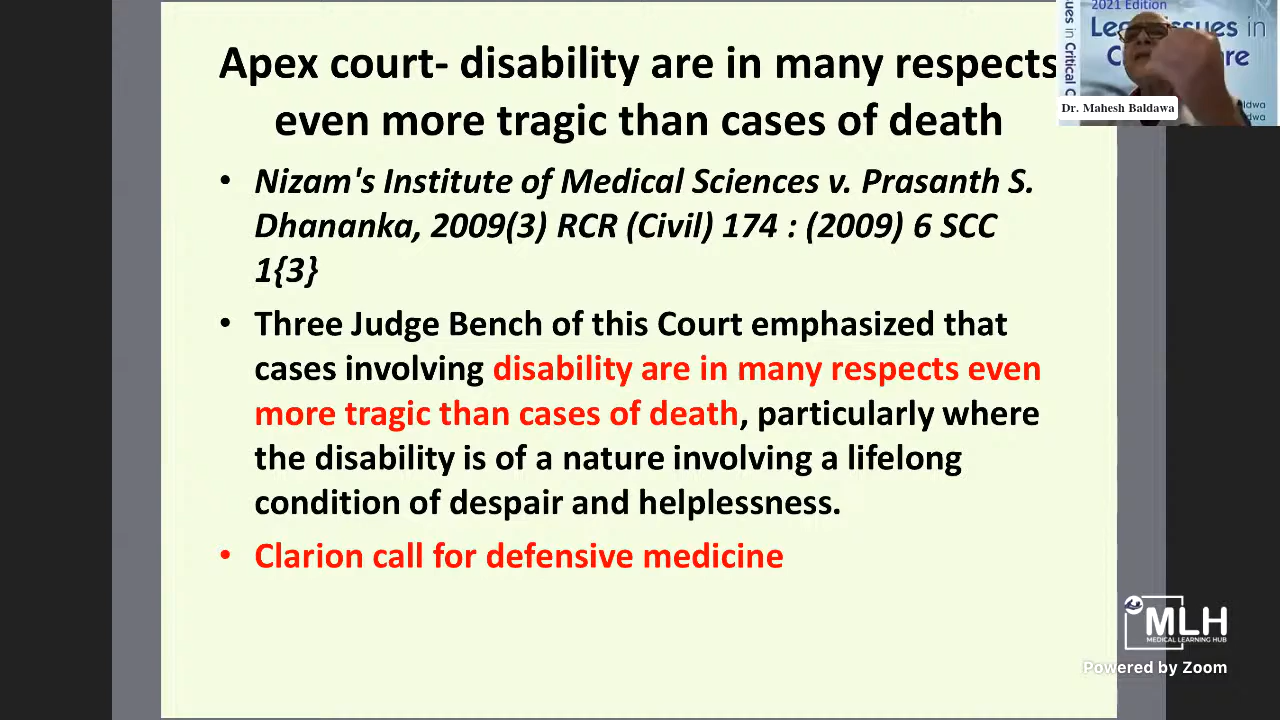 Apex court- disability are in many respects
even more tragic than cases of death
• Nizam's Institute of Medical Sciences v. Prasanth S.
Dhananka, 2009(3) RCR (Civil) 174 : (2009) 6 SCC
1{3}
• Three Judge Bench of this Court emphasized that
cases involving disability are in many respects even
more tragic than cases of death, particularly where
the disability is of a nature involving a lifelong
condition of despair and helplessness.
• Clarion call for defensive medicine
2021 Edition
ues in Critical C
Dr. Mahesh Baldawa
MLH
MEDICAL LEARNING HUB
Powered by Zoom